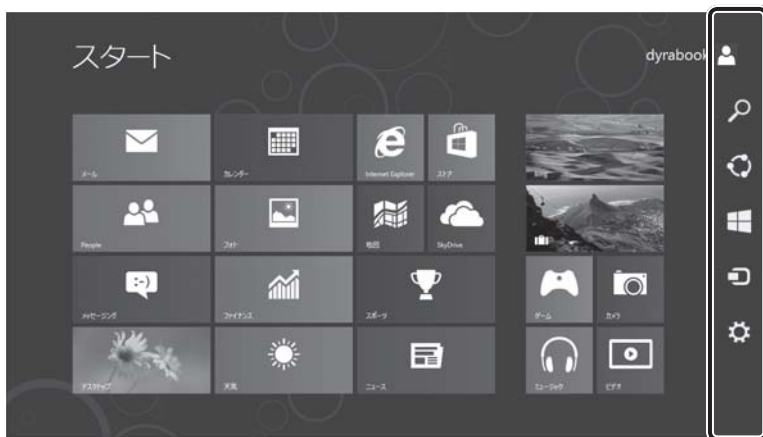 スタート
dyrabook
メール
カレンダー
Internet Explorer
ストア
People
フォト
地図
SkyDrive
メッセージング
ファイナンス
スポーツ
ゲーム
カメラ
デスクトップ
天気
ニュース
ミュージック
ビデオ